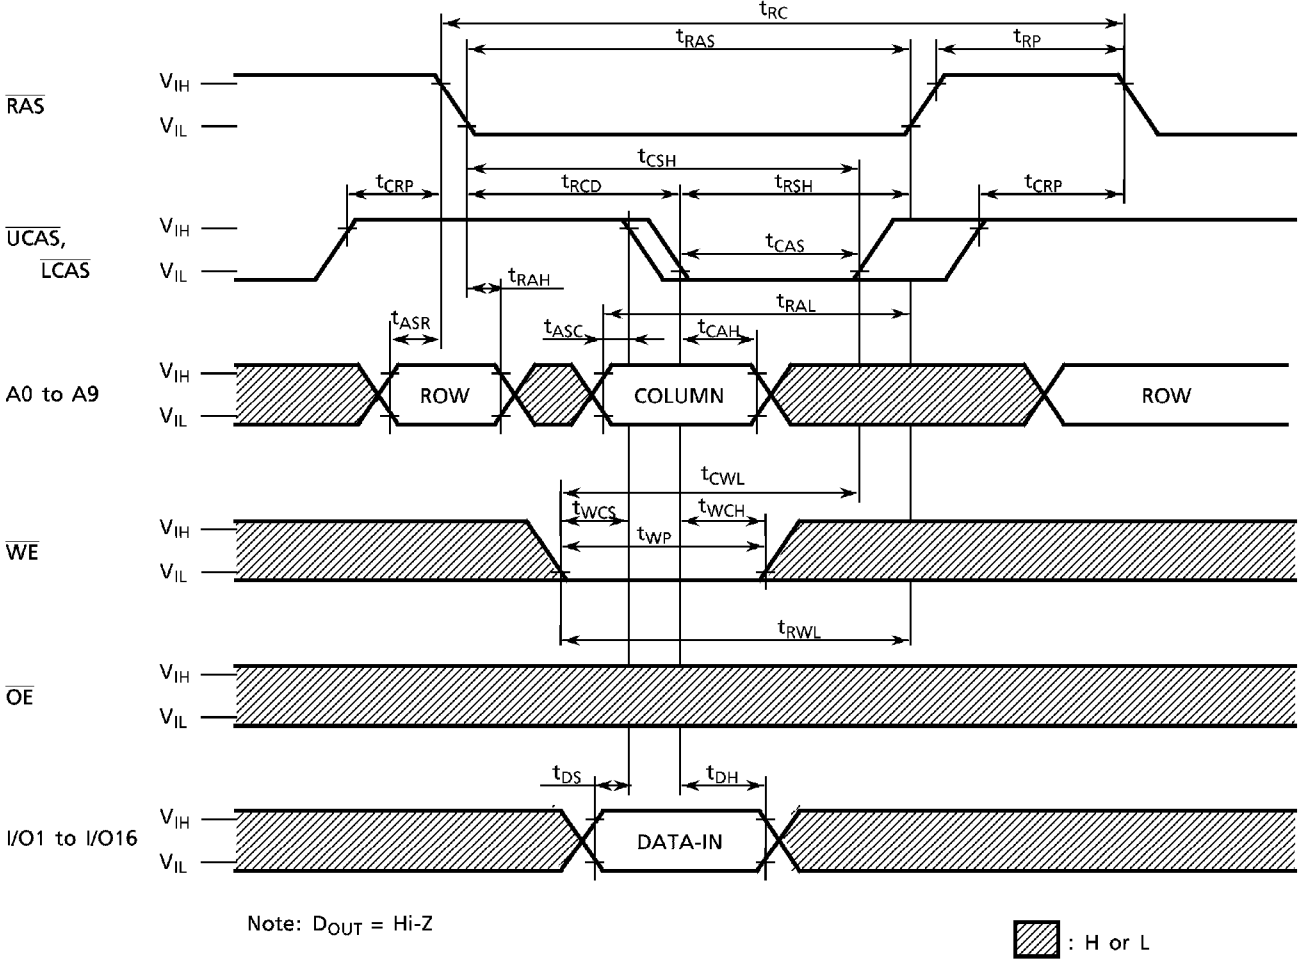 tRC
tRAS
tRP
RAS
VIH
VIL
tCSH
tCRP
tRCD
tRSH
tCRP
UCAS,
LCAS
VIH
VIL
tCAS
tRAH
tRAL
tASR
tASC
tCAH
A0 to A9
VIH
VIL
ROW
COLUMN
ROW
tCWL
tWCS
tWCH
tWP
WE
VIH
VIL
tRWL
OE
VIH
VIL
tDS
tDH
I/O1 to I/O16
VIH
VIL
DATA-IN
Note: DOUT = Hi-Z
: H or L